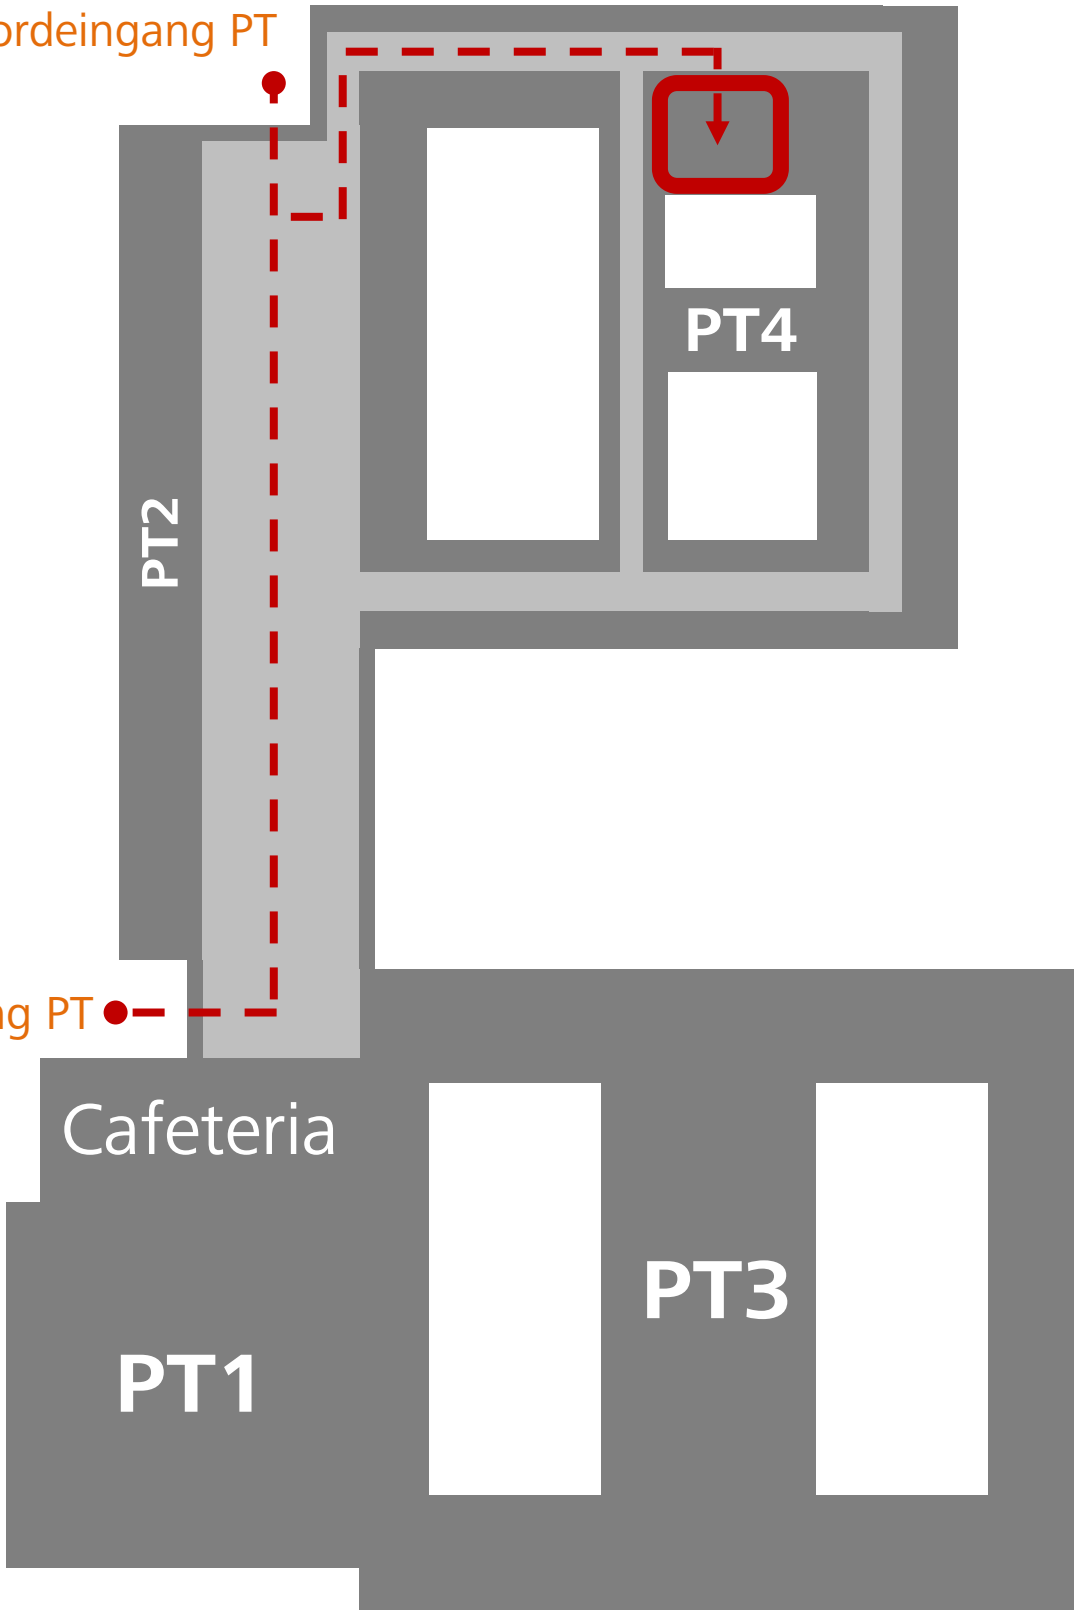 ordeingang PT
PT4
PT2
ng PT
Cafeteria
PT3
PT1